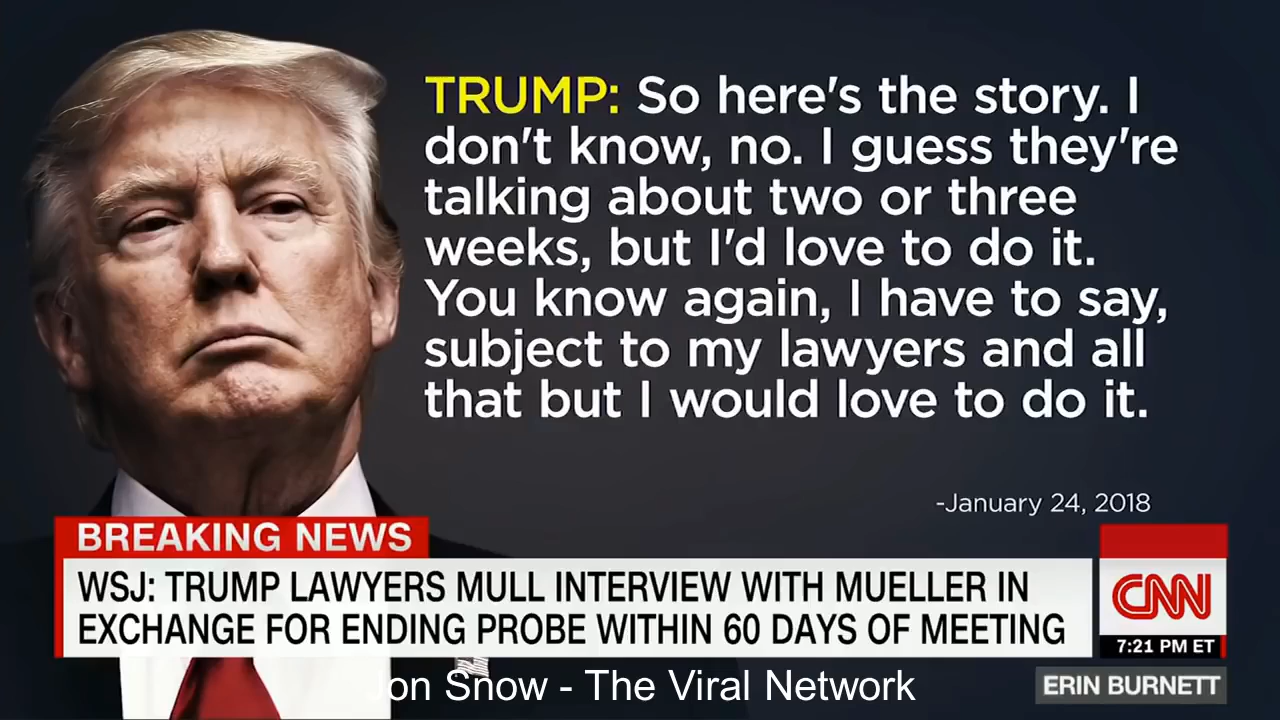 TRUMP: So here's the story. I
don't know, no. I guess they're
talking about two or three
weeks, but I'd love to do it.
You know again, I have to say,
subject to my lawyers and all
that but I would love to do it.
-January 24, 2018
BREAKING NEWS
WSJ: TRUMP LAWYERS MULL INTERVIEW WITH MUELLER IN
EXCHANGE FOR ENDING PROBE WITHIN 60 DAYS OF MEETING
CNN
7:21 PM ET
Jon Snow - The Viral Network
ERIN BURNETT